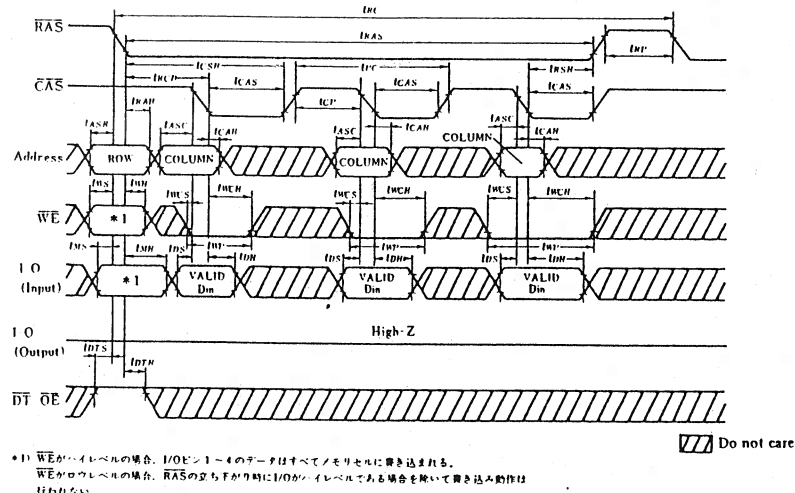 tRC
RAS
tRAS
tRP
tCSH
tRCD tCAS tPC tCAS tRSH tCAS
CAS
tRAH tCP
tASR tASC tCAH tASC tCAH COLUMN tASC tCAH
Address ROW COLUMN COLUMN
tWS tWH tWCS tWCH tWCS tWCH tWCS tWCH
WE *1
tMS tMH tDS tWP tDH tDS tWP tDH tDS tWP tDH
I/O
(Input) *1 VALID Din VALID Din VALID Din
I/O
(Output) High-Z
tDTS
tDTH
DT OE
Do not care
*1) WEがハイレベルの場合、I/Oピン1~4のデータはすべてメモリセルに書き込まれる。
WEがロウレベルの場合、RASの立ち下がり時にI/Oがハイレベルである場合を除いて書き込み動作は
行われない